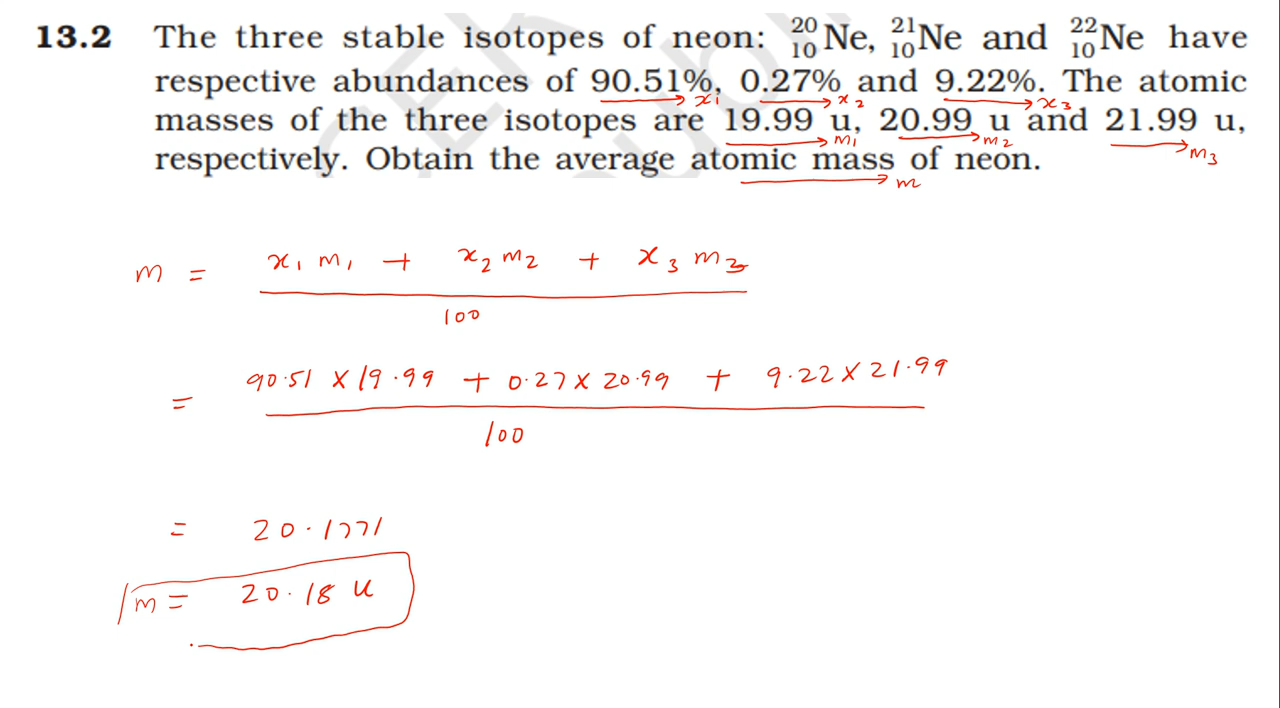 13.2 The three stable isotopes of neon: ²⁰₁₀Ne, ²¹₁₀Ne and ²²₁₀Ne have
respective abundances of 90.51%, 0.27% and 9.22%. The atomic
x₁ x₂ x₃
masses of the three isotopes are 19.99 u, 20.99 u and 21.99 u,
m₁ m₂ m₃
respectively. Obtain the average atomic mass of neon.
m
m = x₁ m₁ + x₂ m₂ + x₃ m₃
100
= 90.51 × 19.99 + 0.27 × 20.99 + 9.22 × 21.99
100
= 20.1771
m = 20.18 u